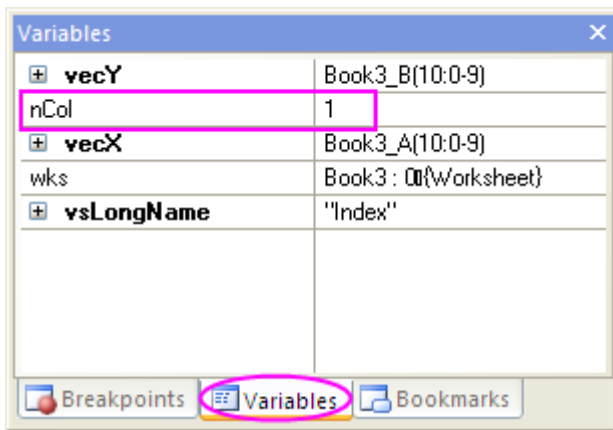 Variables
vecY Book3_B(10:0-9)
nCol 1
vecX Book3_A(10:0-9)
wks Book3 : {Worksheet}
vsLongName "Index"
Breakpoints Variables Bookmarks